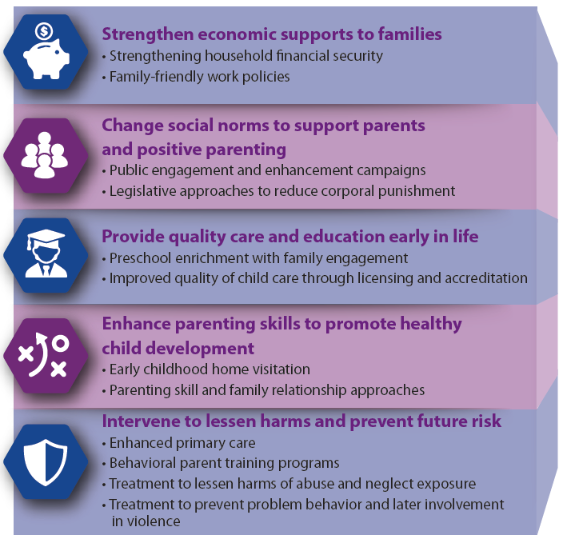 Strengthen economic supports to families
• Strengthening household financial security
• Family-friendly work policies
Change social norms to support parents
and positive parenting
• Public engagement and enhancement campaigns
• Legislative approaches to reduce corporal punishment
Provide quality care and education early in life
• Preschool enrichment with family engagement
• Improved quality of child care through licensing and accreditation
Enhance parenting skills to promote healthy
child development
• Early childhood home visitation
• Parenting skill and family relationship approaches
Intervene to lessen harms and prevent future risk
• Enhanced primary care
• Behavioral parent training programs
• Treatment to lessen harms of abuse and neglect exposure
• Treatment to prevent problem behavior and later involvement
in violence